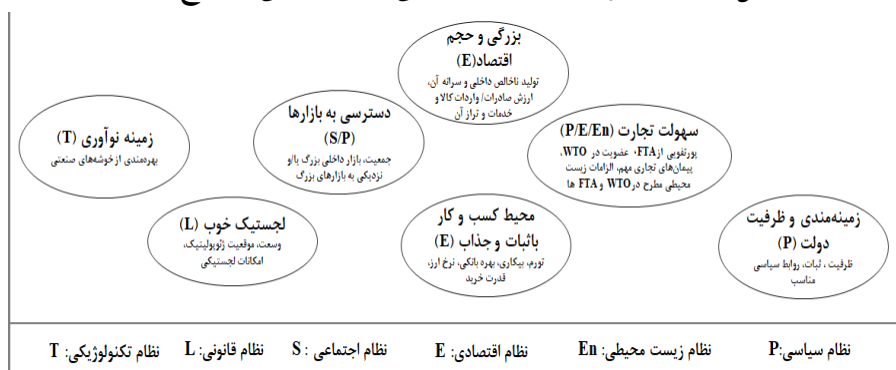 بزرگی و حجم
اقتصاد(E)
تولید ناخالص داخلی و سرانه آن،
ارزش صادرات/ واردات کالا و
خدمات و تراز آن
سهولت تجارت (P/E/En)
پورتفویی از FTA، عضویت در WTO،
پیمان‌های تجاری مهم، الزامات زیست
محیطی مطرح در WTO و FTA ها
دسترسی به بازارها
(S/P)
جمعیت، بازار داخلی بزرگ یا/و
نزدیکی به بازارهای بزرگ
زمینه نوآوری (T)
بهره‌مندی از خوشه‌های صنعتی
زمینه‌مندی و ظرفیت
دولت (P)
ظرفیت ، ثبات، روابط سیاسی
مناسب
محیط کسب و کار
باثبات و جذاب (E)
تورم، بیکاری، بهره بانکی، نرخ ارز،
قدرت خرید
لجستیک خوب (L)
وسعت، موقعیت ژئوپولیتیک،
امکانات لجستیکی
نظام سیاسی:P نظام زیست محیطی: En نظام اقتصادی: E نظام اجتماعی : S نظام قانونی: L نظام تکنولوژیکی: T